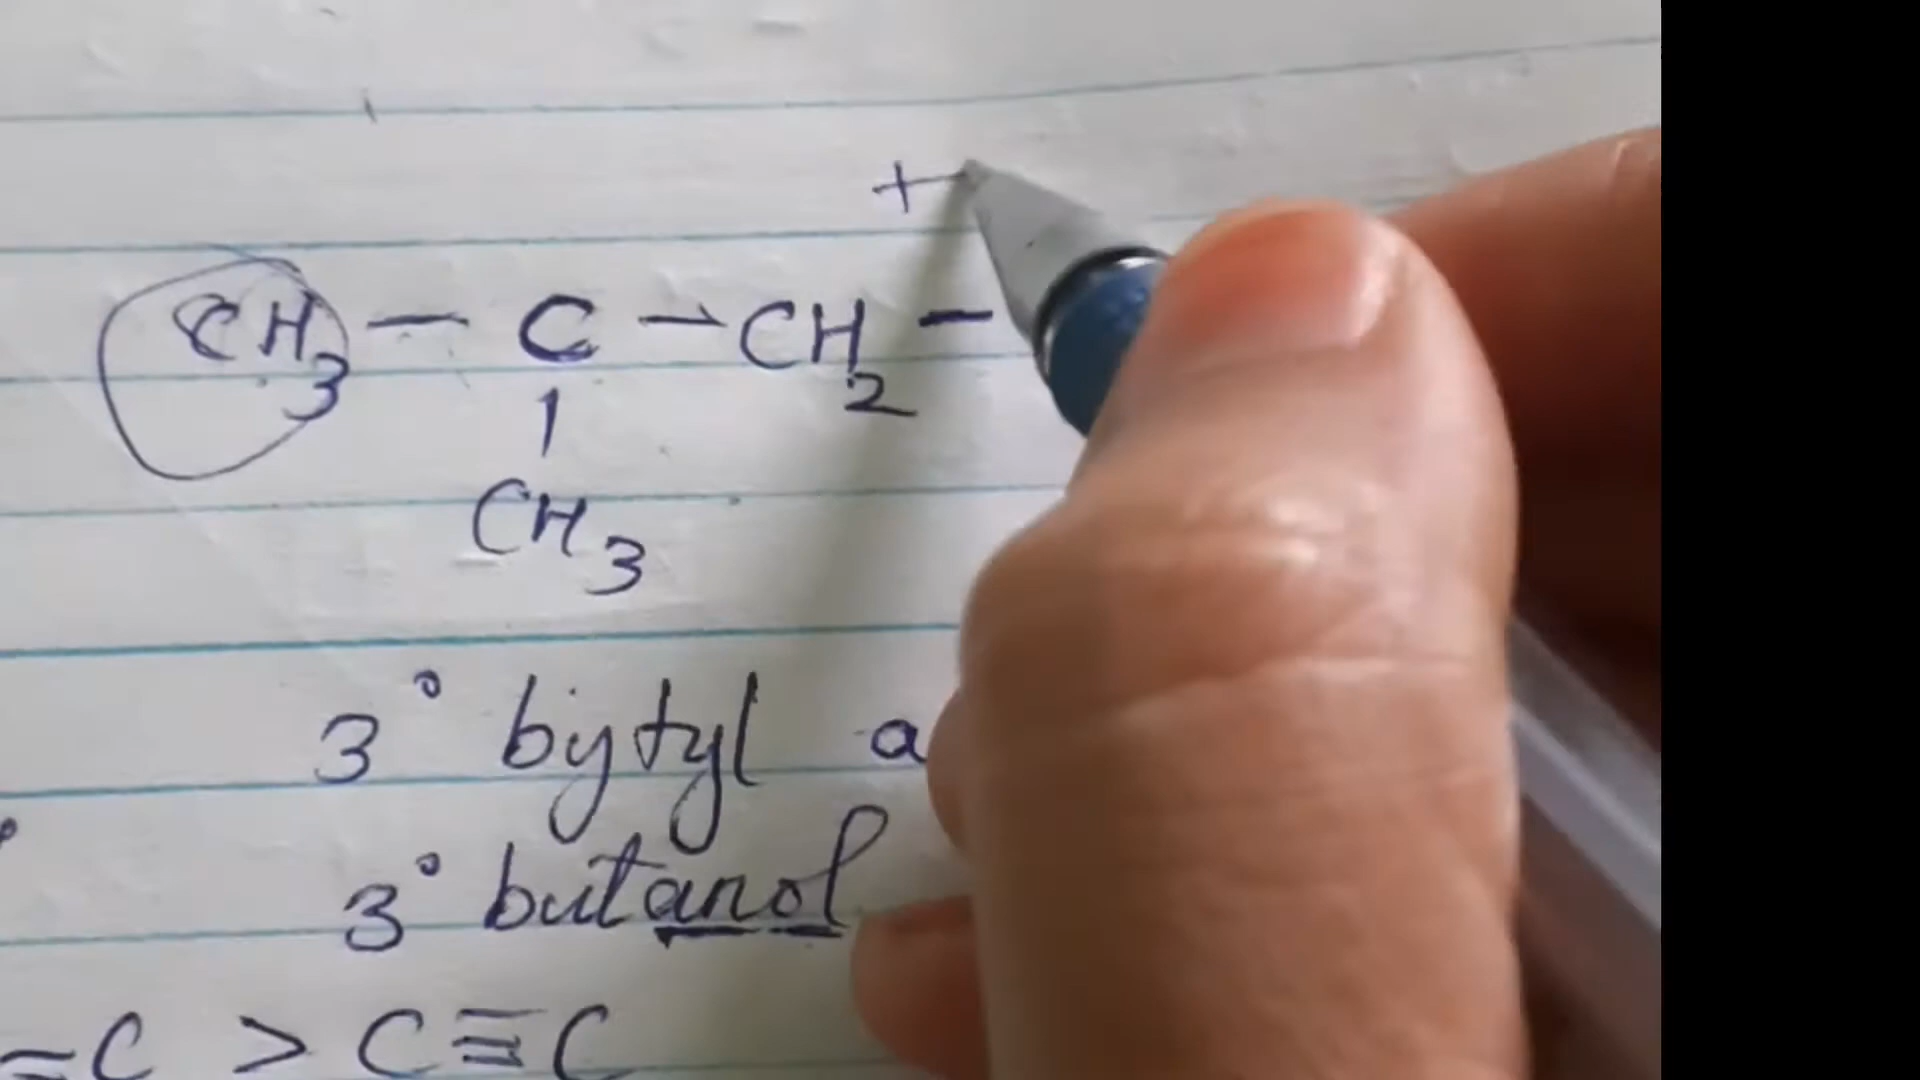 +
CH3 - C - CH2 -
CH3
3° bytyl a
3° butanol
= C > C ≡ C